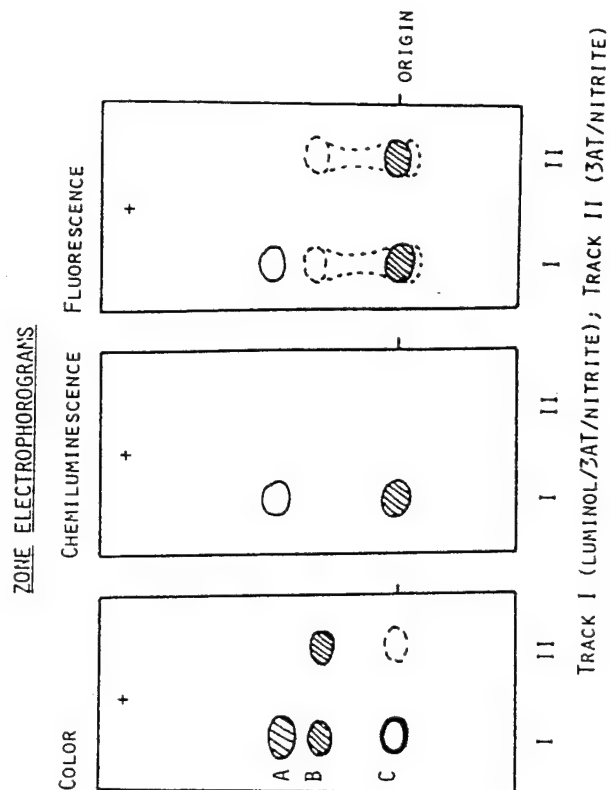 ZONE ELECTROPHOROGRAMS
COLOR
CHEMILUMINESCENCE
FLUORESCENCE
+
+
+
A
B
C
ORIGIN
I
II
I
II
I
II
TRACK I (LUMINOL/3AT/NITRITE); TRACK II (3AT/NITRITE)